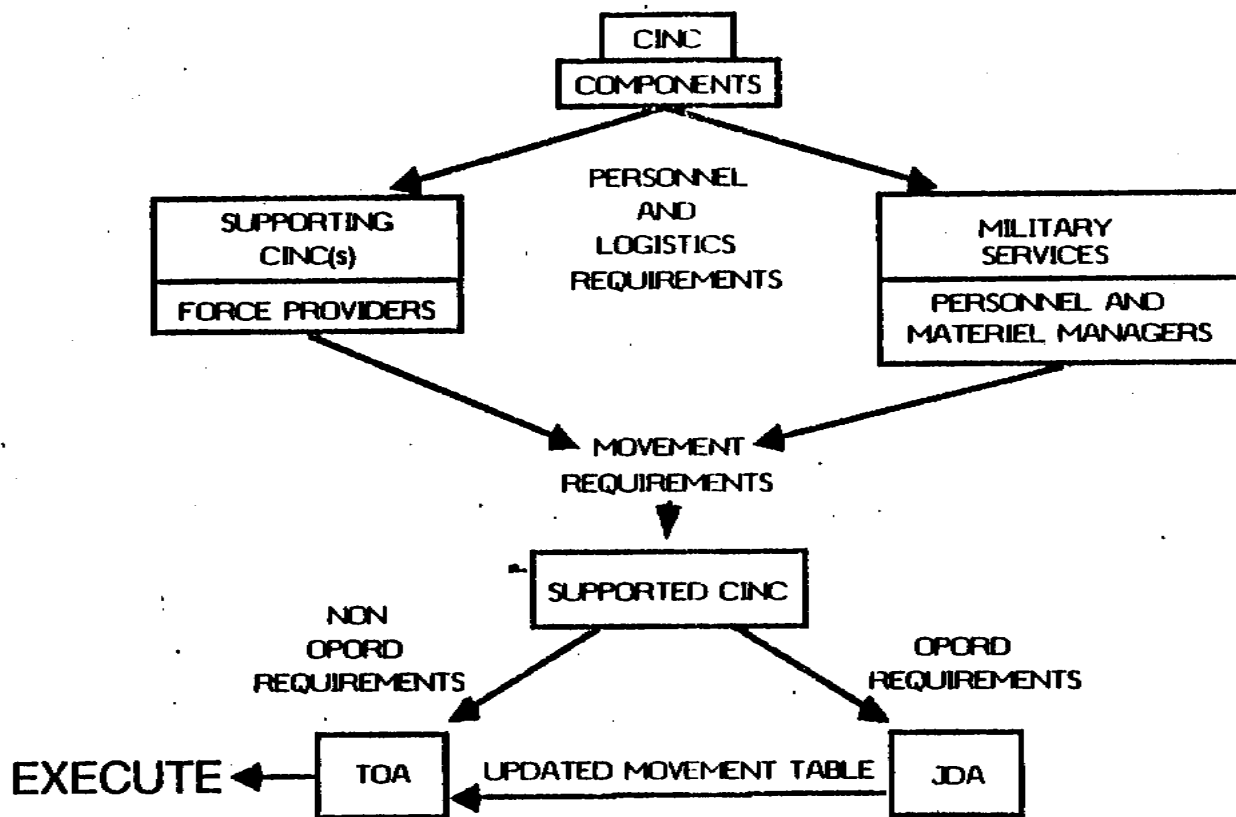 CINC
COMPONENTS
PERSONNEL
AND
LOGISTICS
REQUIREMENTS
SUPPORTING
CINC(s)
FORCE PROVIDERS
MILITARY
SERVICES
PERSONNEL AND
MATERIEL MANAGERS
MOVEMENT
REQUIREMENTS
SUPPORTED CINC
NON
OPORD
REQUIREMENTS
OPORD
REQUIREMENTS
EXECUTE
TOA
UPDATED MOVEMENT TABLE
JDA